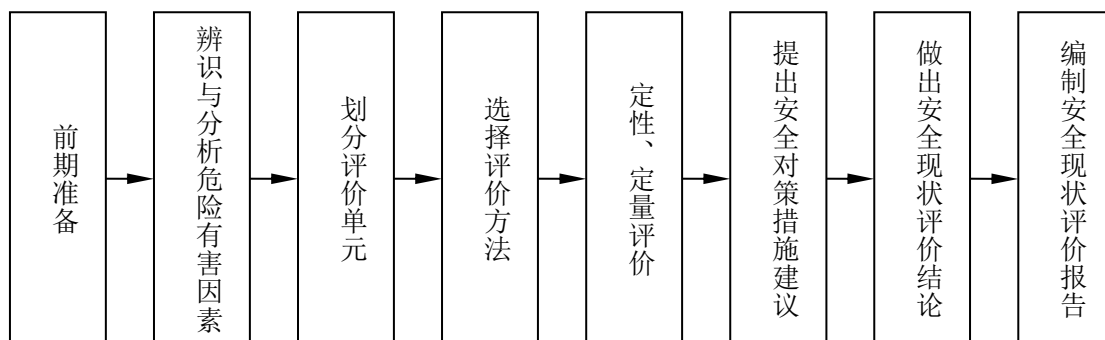 前期准备
辨识与分析危险有害因素
划分评价单元
选择评价方法
定性、定量评价
提出安全对策措施建议
做出安全现状评价结论
编制安全现状评价报告